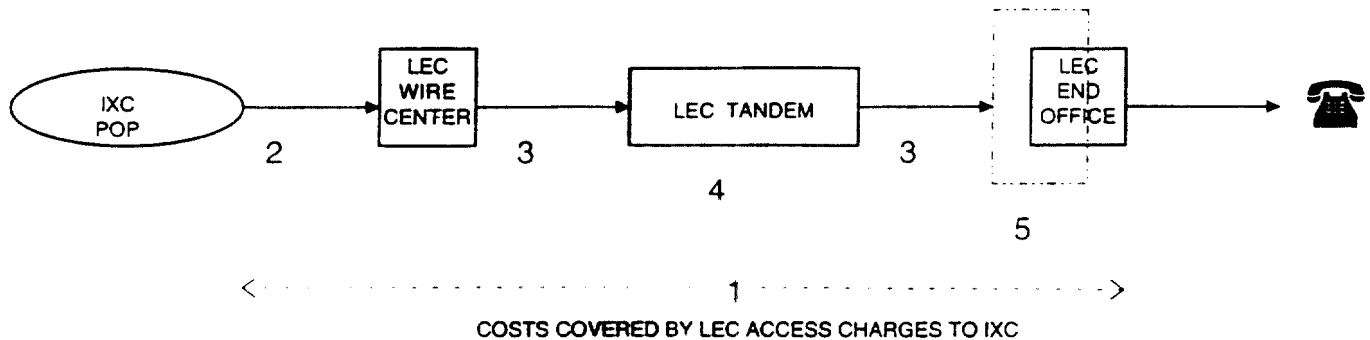 IXC
POP
LEC
WIRE
CENTER
LEC TANDEM
LEC
END
OFFICE
2
3
3
4
5
1
COSTS COVERED BY LEC ACCESS CHARGES TO IXC